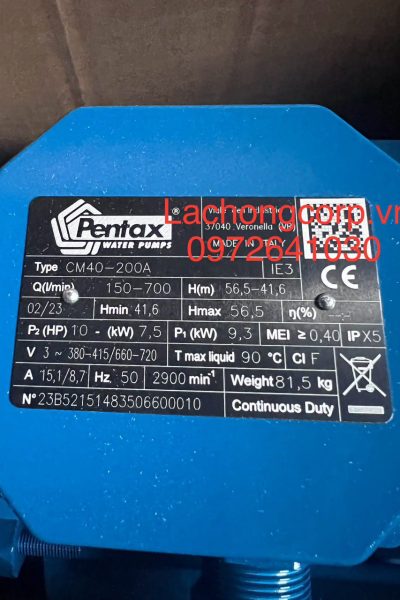 Pentax ®
WATER PUMPS
Viale dell'Industria
37040 Veronella (VR)
MADE IN ITALY
Lachongcorp.v
0972641030
Type CM40-200A IE3
Q(l/min) 150-700 H(m) 56,5-41,6
02/23 Hmin 41,6 Hmax 56,5 η(%) -.-
P₂ (HP) 10 - (kW) 7,5 P₁ (kW) 9,3 MEI ≥ 0,40 IP X5
V 3 ~ 380-415/660-720 T max liquid 90 °C Cl F
A 15,1/8,7 Hz 50 2900 min⁻¹ Weight 81,5 kg
N° 23B52151483506600010 Continuous Duty
CE